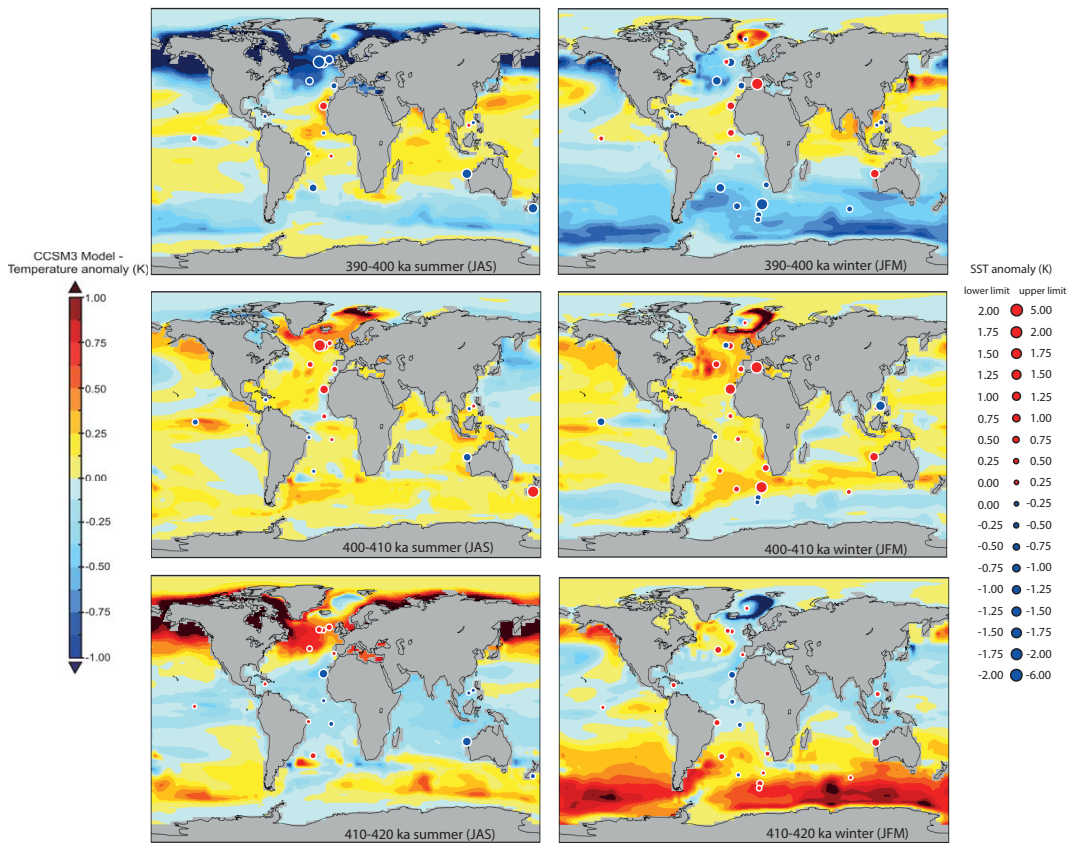 390-400 ka summer (JAS)
390-400 ka winter (JFM)
CCSM3 Model -
Temperature anomaly (K)
1.00
0.75
0.50
0.25
0.00
-0.25
-0.50
-0.75
-1.00
400-410 ka summer (JAS)
400-410 ka winter (JFM)
410-420 ka summer (JAS)
410-420 ka winter (JFM)
SST anomaly (K)
lower limit upper limit
2.00 5.00
1.75 2.00
1.50 1.75
1.25 1.50
1.00 1.25
0.75 1.00
0.50 0.75
0.25 0.50
0.00 0.25
0.00 -0.25
-0.25 -0.50
-0.50 -0.75
-0.75 -1.00
-1.00 -1.25
-1.25 -1.50
-1.50 -1.75
-1.75 -2.00
-2.00 -6.00